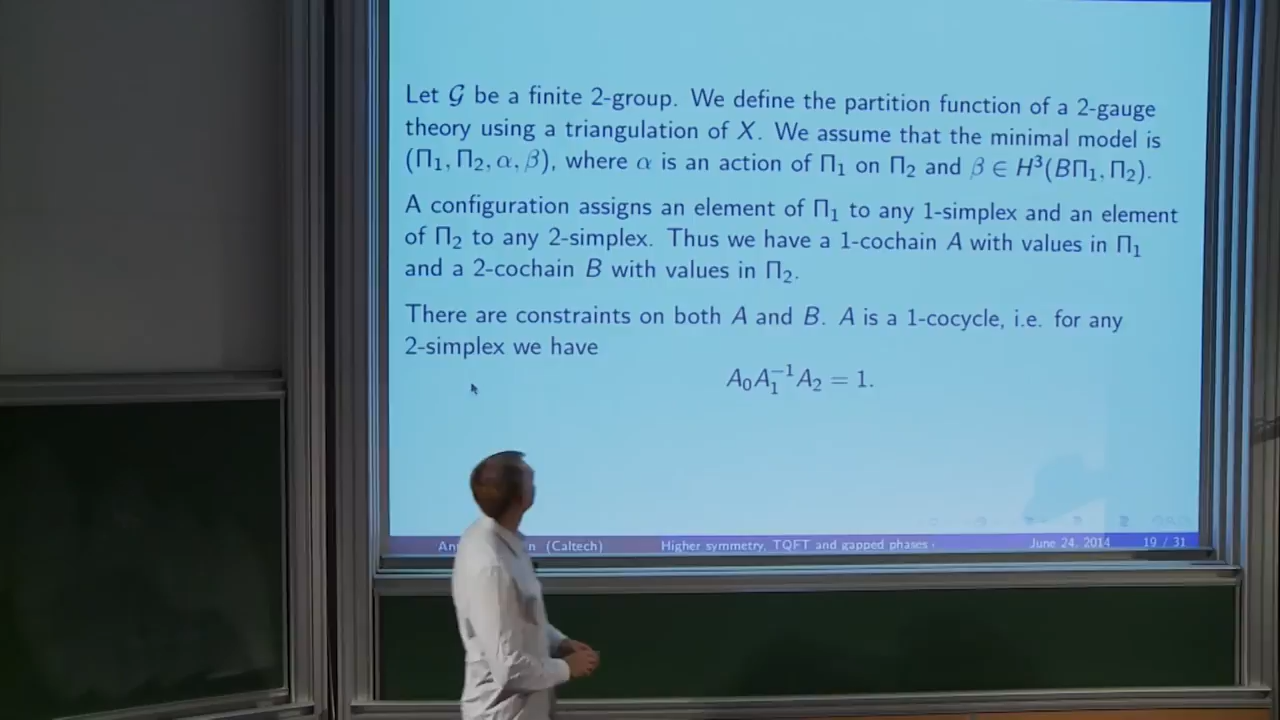 Let 𝒢 be a finite 2-group. We define the partition function of a 2-gauge
theory using a triangulation of X. We assume that the minimal model is
(Π₁, Π₂, α, β), where α is an action of Π₁ on Π₂ and β ∈ H³(BΠ₁, Π₂).
A configuration assigns an element of Π₁ to any 1-simplex and an element
of Π₂ to any 2-simplex. Thus we have a 1-cochain A with values in Π₁
and a 2-cochain B with values in Π₂.
There are constraints on both A and B. A is a 1-cocycle, i.e. for any
2-simplex we have
A₀A₁⁻¹A₂ = 1.
(Caltech) Higher symmetry, TQFT and gapped phases June 24, 2014 19 / 31